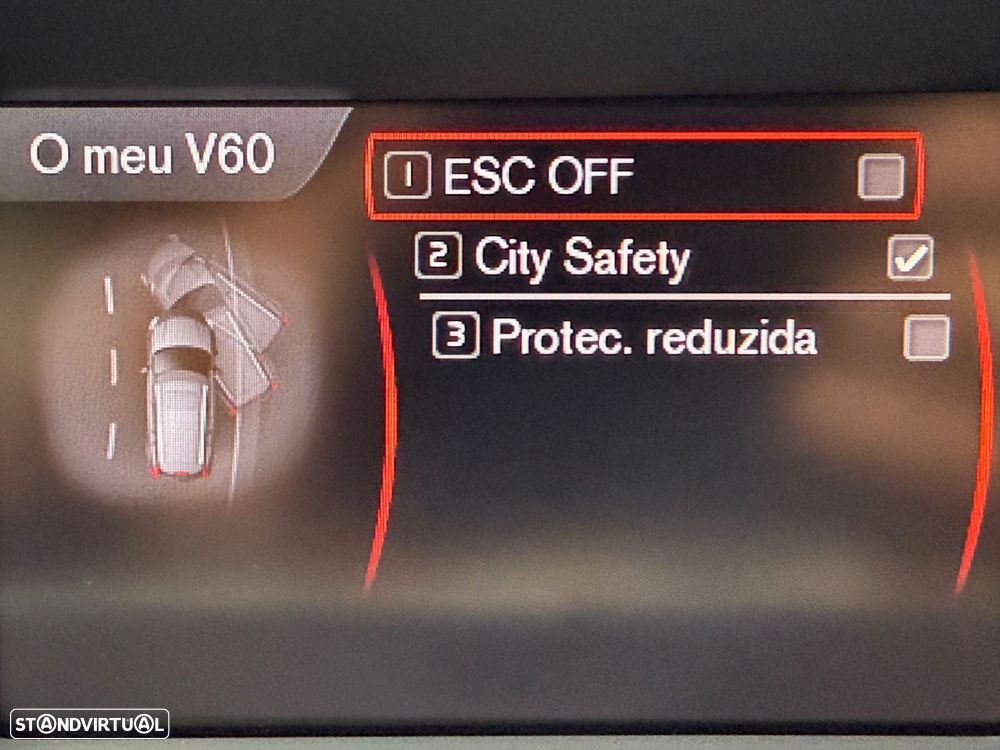 O meu V60
1 ESC OFF
2 City Safety
3 Protec. reduzida
STANDVIRTUAL